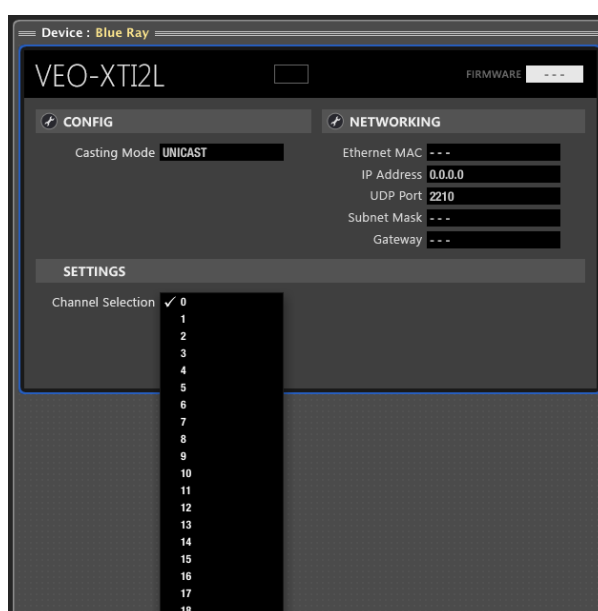 Device : Blue Ray
VEO-XTI2L
FIRMWARE - - -
CONFIG
Casting Mode UNICAST
NETWORKING
Ethernet MAC - - -
IP Address 0.0.0.0
UDP Port 2210
Subnet Mask - - -
Gateway - - -
SETTINGS
Channel Selection ✓ 0
1
2
3
4
5
6
7
8
9
10
11
12
13
14
15
16
17
18